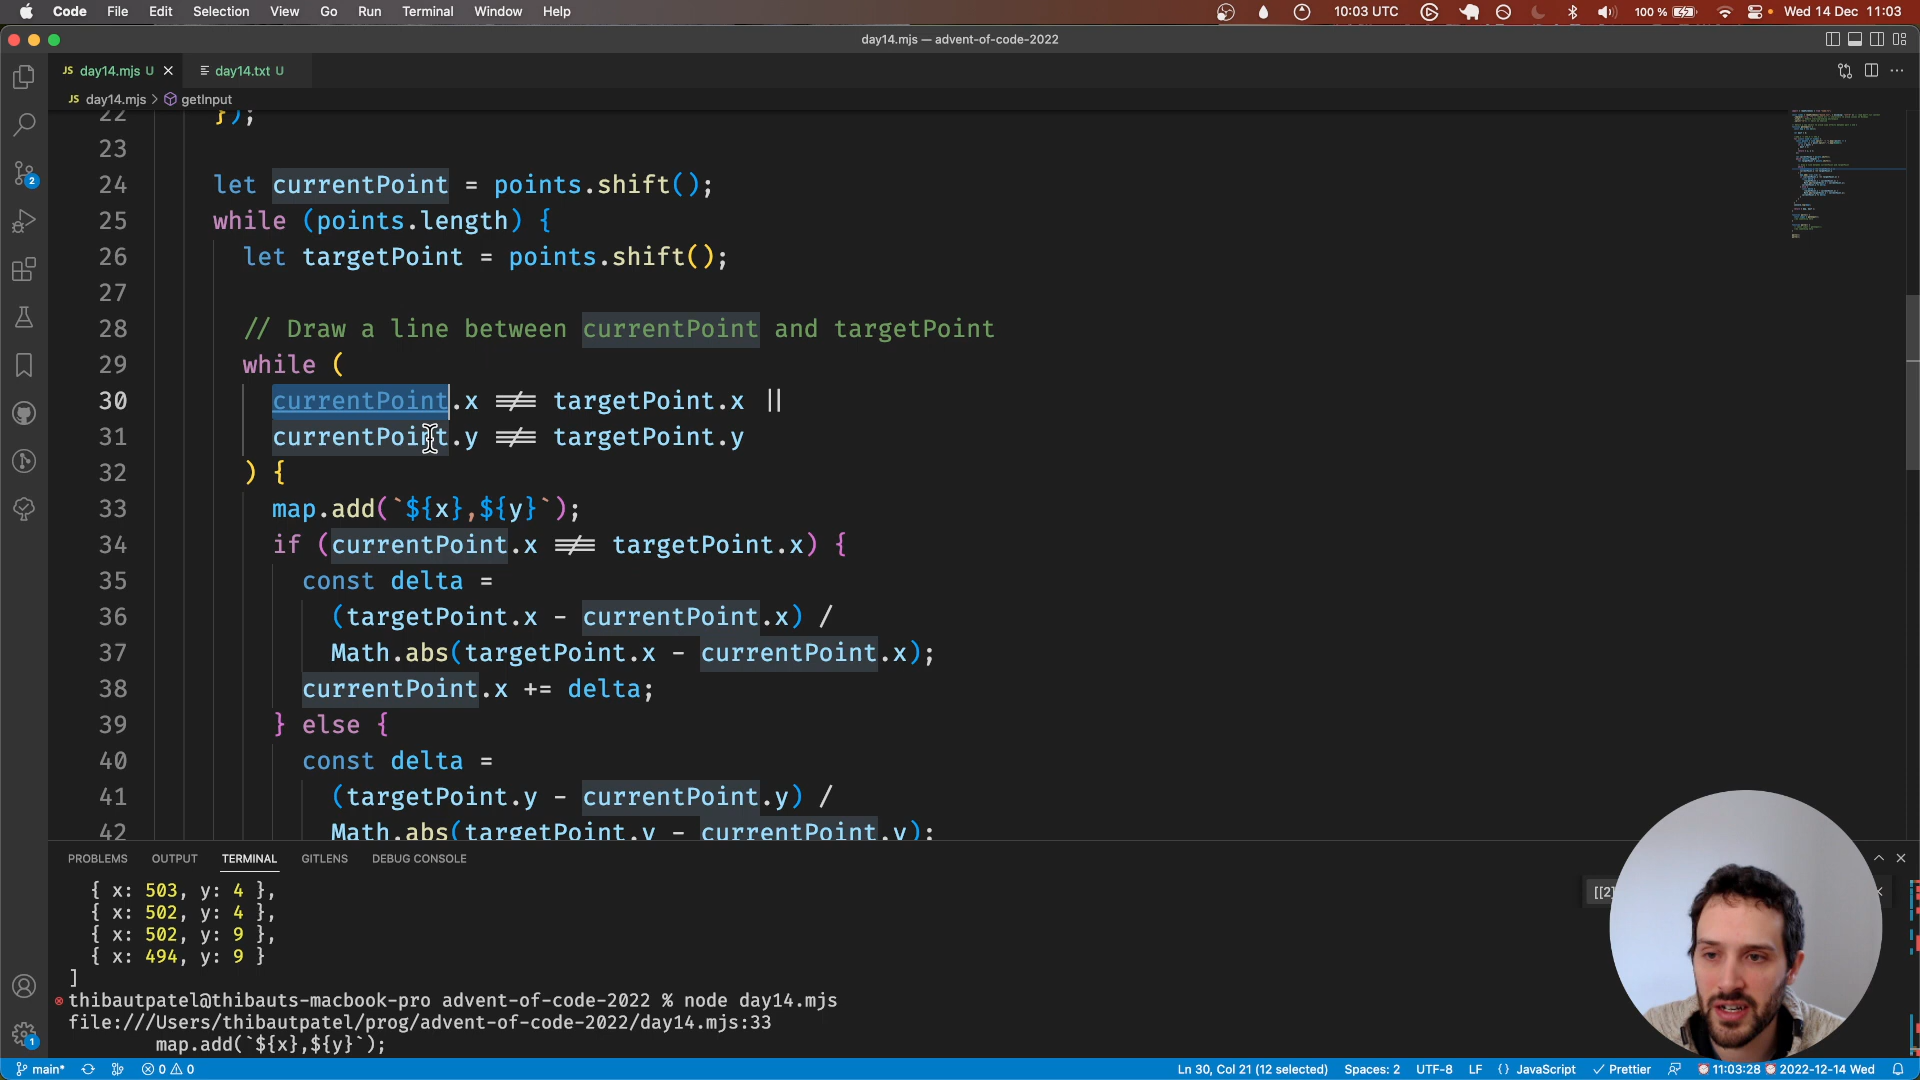 Code File Edit Selection View Go Run Terminal Window Help 10:03 UTC 100 % Wed 14 Dec 11:03
day14.mjs — advent-of-code-2022
JS day14.mjs U day14.txt U
JS day14.mjs > getInput
22 });
23
24 let currentPoint = points.shift();
25 while (points.length) {
26 let targetPoint = points.shift();
27
28 // Draw a line between currentPoint and targetPoint
29 while (
30 currentPoint.x !== targetPoint.x ||
31 currentPoint.y !== targetPoint.y
32 ) {
33 map.add(`${x},${y}`);
34 if (currentPoint.x !== targetPoint.x) {
35 const delta =
36 (targetPoint.x - currentPoint.x) /
37 Math.abs(targetPoint.x - currentPoint.x);
38 currentPoint.x += delta;
39 } else {
40 const delta =
41 (targetPoint.y - currentPoint.y) /
42 Math.abs(targetPoint.y - currentPoint.y);
2
PROBLEMS OUTPUT TERMINAL GITLENS DEBUG CONSOLE
{ x: 503, y: 4 },
{ x: 502, y: 4 },
{ x: 502, y: 9 },
{ x: 494, y: 9 }
]
[[2]
thibautpatel@thibauts-macbook-pro advent-of-code-2022 % node day14.mjs
file:///Users/thibautpatel/prog/advent-of-code-2022/day14.mjs:33
map.add(`${x},${y}`);
1
main* 0 0 Ln 30, Col 21 (12 selected) Spaces: 2 UTF-8 LF {} JavaScript Prettier 11:03:28 2022-12-14 Wed